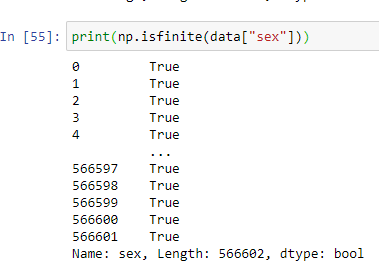 In [55]: print(np.isfinite(data["sex"]))
0 True
1 True
2 True
3 True
4 True
...
566597 True
566598 True
566599 True
566600 True
566601 True
Name: sex, Length: 566602, dtype: bool